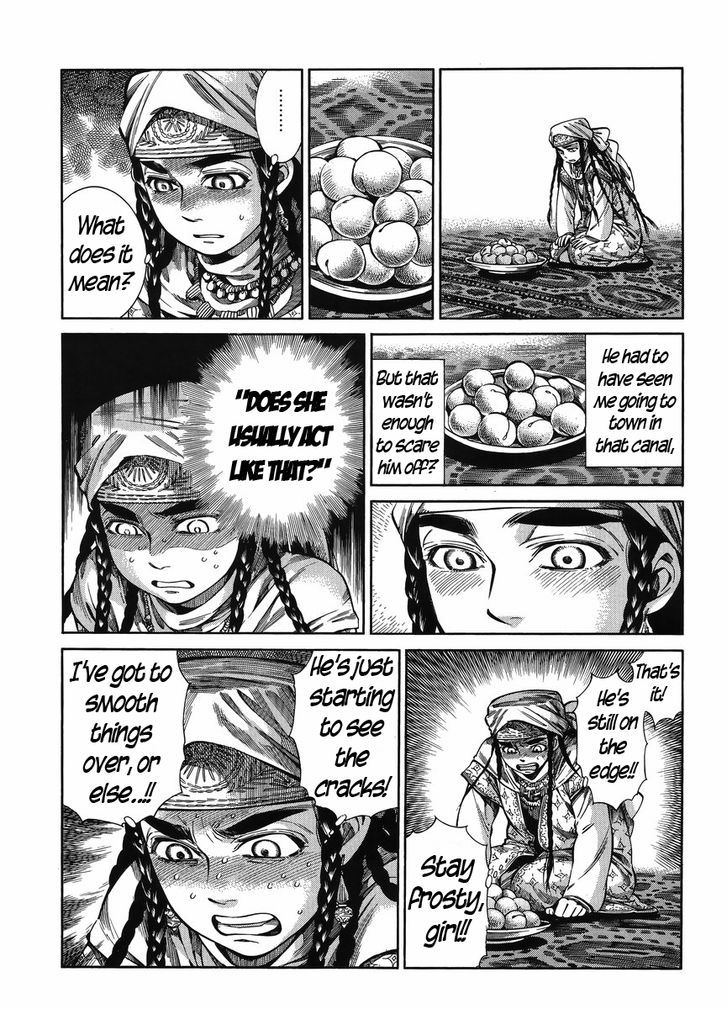 He had to
have seen
me going to
town in
that canal,
But that
wasn't
enough
to scare
him off?
.........
What
does it
mean?
"DOES SHE
USUALLY ACT
LIKE THAT?"
That's
it!
He's
still on
the
edge!!
Stay
frosty,
girl!!
He's just
starting
to see
the
cracks!
I've got to
smooth
things
over, or
else...!!